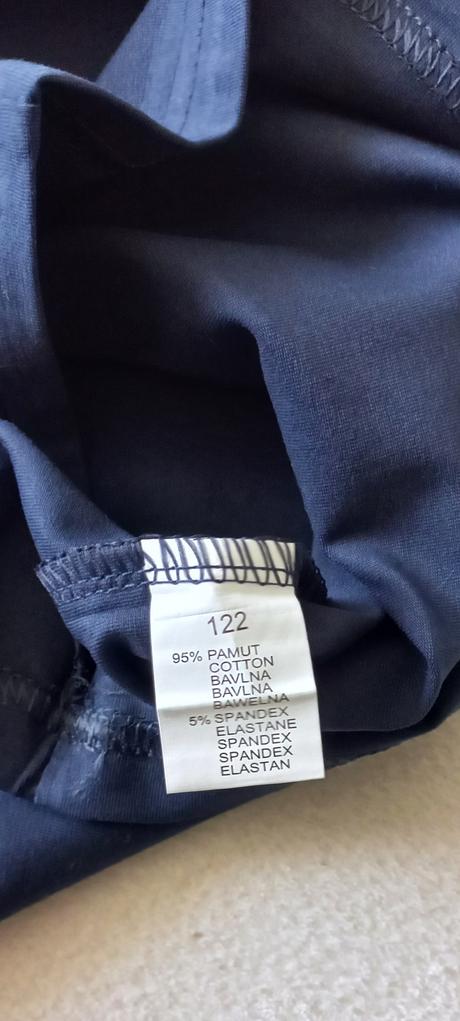 122
95% PAMUT
COTTON
BAVLNA
BAVLNA
BAWEŁNA
5% SPANDEX
ELASTANE
SPANDEX
SPANDEX
ELASTAN